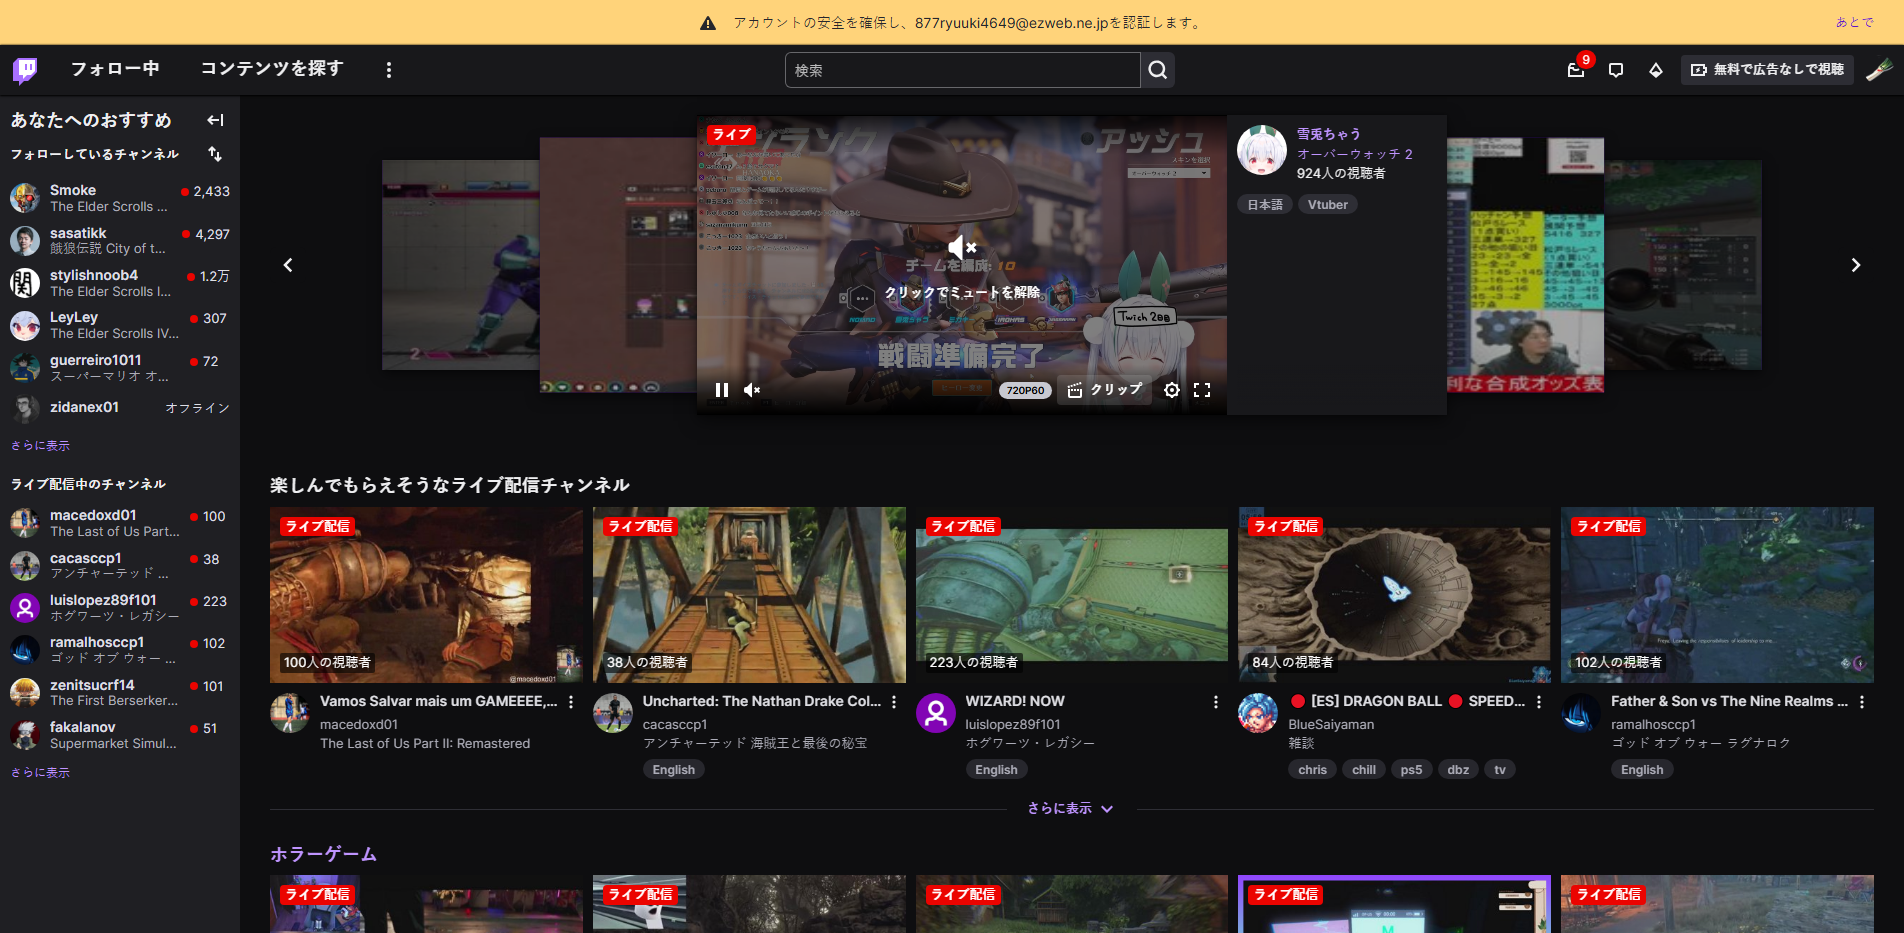 アカウントの安全を確保し、877ryuuki4649@ezweb.ne.jpを認証します。
あとで
フォロー中
コンテンツを探す
検索
9
無料で広告なしで視聴
あなたへのおすすめ
フォローしているチャンネル
Smoke
2,433
The Elder Scrolls ...
sasatikk
4,297
餓狼伝説 City of t...
stylishnoob4
1.2万
The Elder Scrolls I...
LeyLey
307
The Elder Scrolls IV...
guerreiro1011
72
スーパーマリオ オ...
zidanex01
オフライン
さらに表示
ライブ配信中のチャンネル
macedoxd01
100
The Last of Us Part...
cacasccp1
38
アンチャーテッド ...
luislopez89f101
223
ホグワーツ・レガシー
ramalhosccp1
102
ゴッド オブ ウォー ...
zenitsucrf14
101
The First Berserker...
fakalanov
51
Supermarket Simul...
さらに表示
ライブ
アッシュ
チームを編成: 10
クリックでミュートを解除
Twich 200
戦闘準備完了
720P60
クリップ
雪兎ちゃう
オーバーウォッチ 2
924人の視聴者
日本語
Vtuber
利な合成オッズ表
楽しんでもらえそうなライブ配信チャンネル
ライブ配信
100人の視聴者
@macedoxd01
Vamos Salvar mais um GAMEEEE,...
macedoxd01
The Last of Us Part II: Remastered
ライブ配信
38人の視聴者
Uncharted: The Nathan Drake Col...
cacasccp1
アンチャーテッド 海賊王と最後の秘宝
English
ライブ配信
223人の視聴者
WIZARD! NOW
luislopez89f101
ホグワーツ・レガシー
English
ライブ配信
84人の視聴者
🔴 [ES] DRAGON BALL 🔴 SPEED...
BlueSaiyaman
雑談
chris
chill
ps5
dbz
tv
ライブ配信
102人の視聴者
Father & Son vs The Nine Realms ...
ramalhosccp1
ゴッド オブ ウォー ラグナロク
English
さらに表示
ホラーゲーム
ライブ配信
ライブ配信
ライブ配信
ライブ配信
ライブ配信